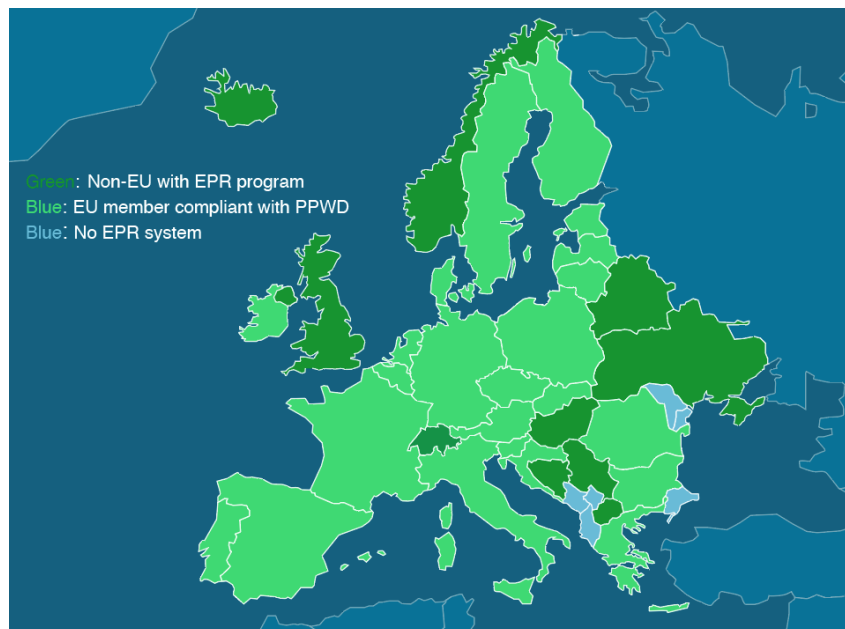 Green: Non-EU with EPR program
Blue: EU member compliant with PPWD
Blue: No EPR system